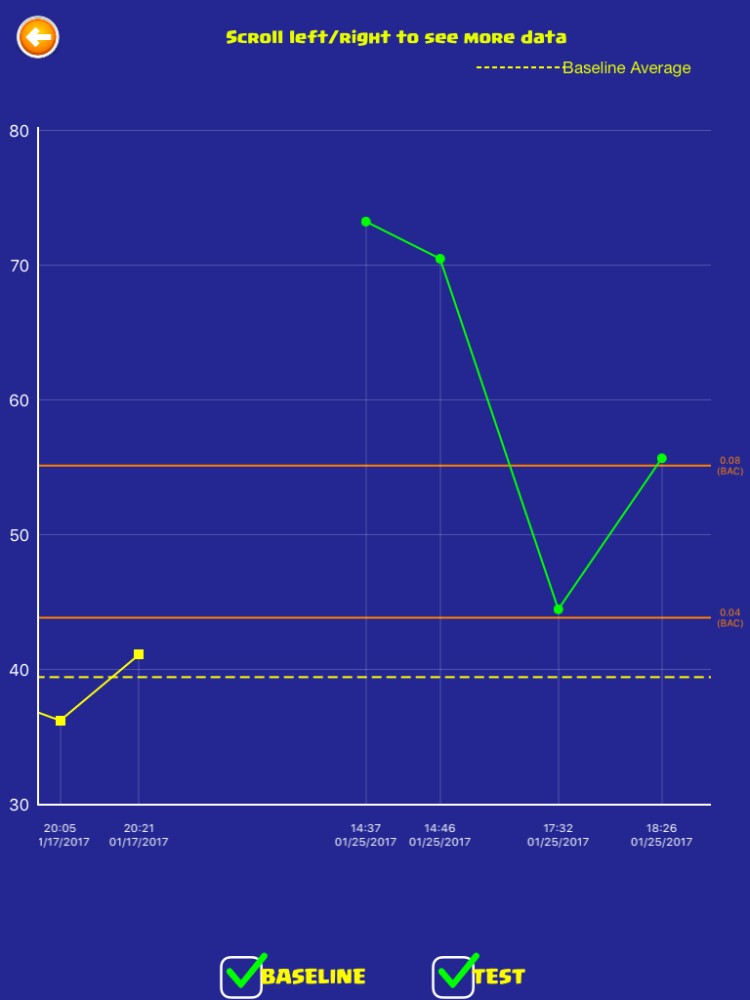 Scroll left/right to see more data
Baseline Average
80
70
60
0.08
(BAC)
50
0.04
(BAC)
40
30
20:05 20:21 14:37 14:46 17:32 18:26
1/17/2017 01/17/2017 01/25/2017 01/25/2017 01/25/2017 01/25/2017
BASELINE TEST